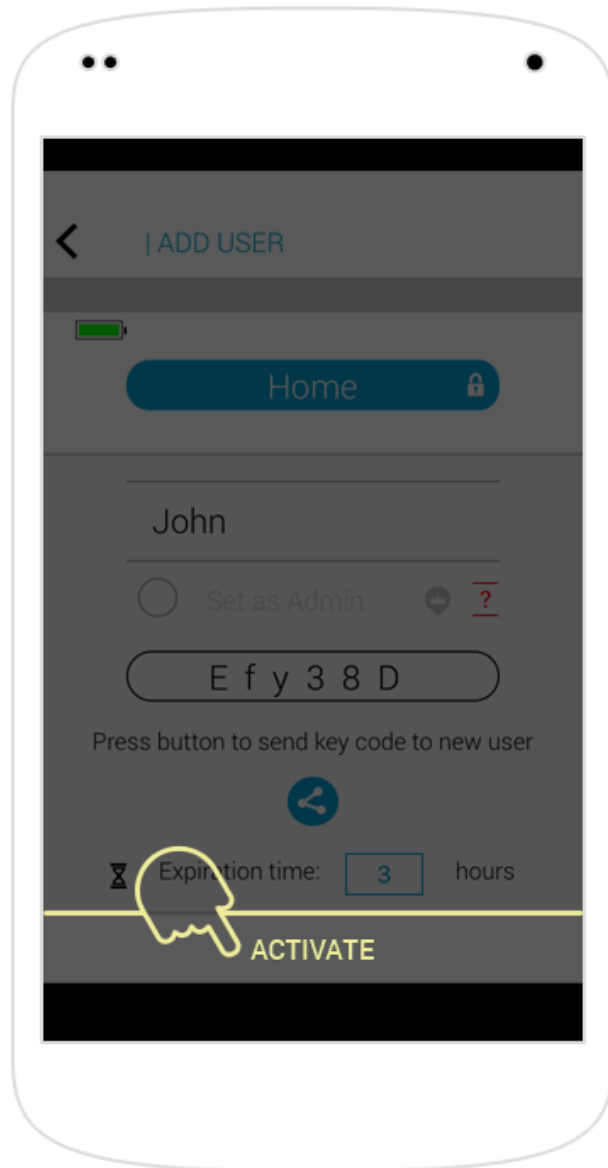 | ADD USER
Home
John
Set as Admin ?
E f y 3 8 D
Press button to send key code to new user
Expiration time: 3 hours
ACTIVATE